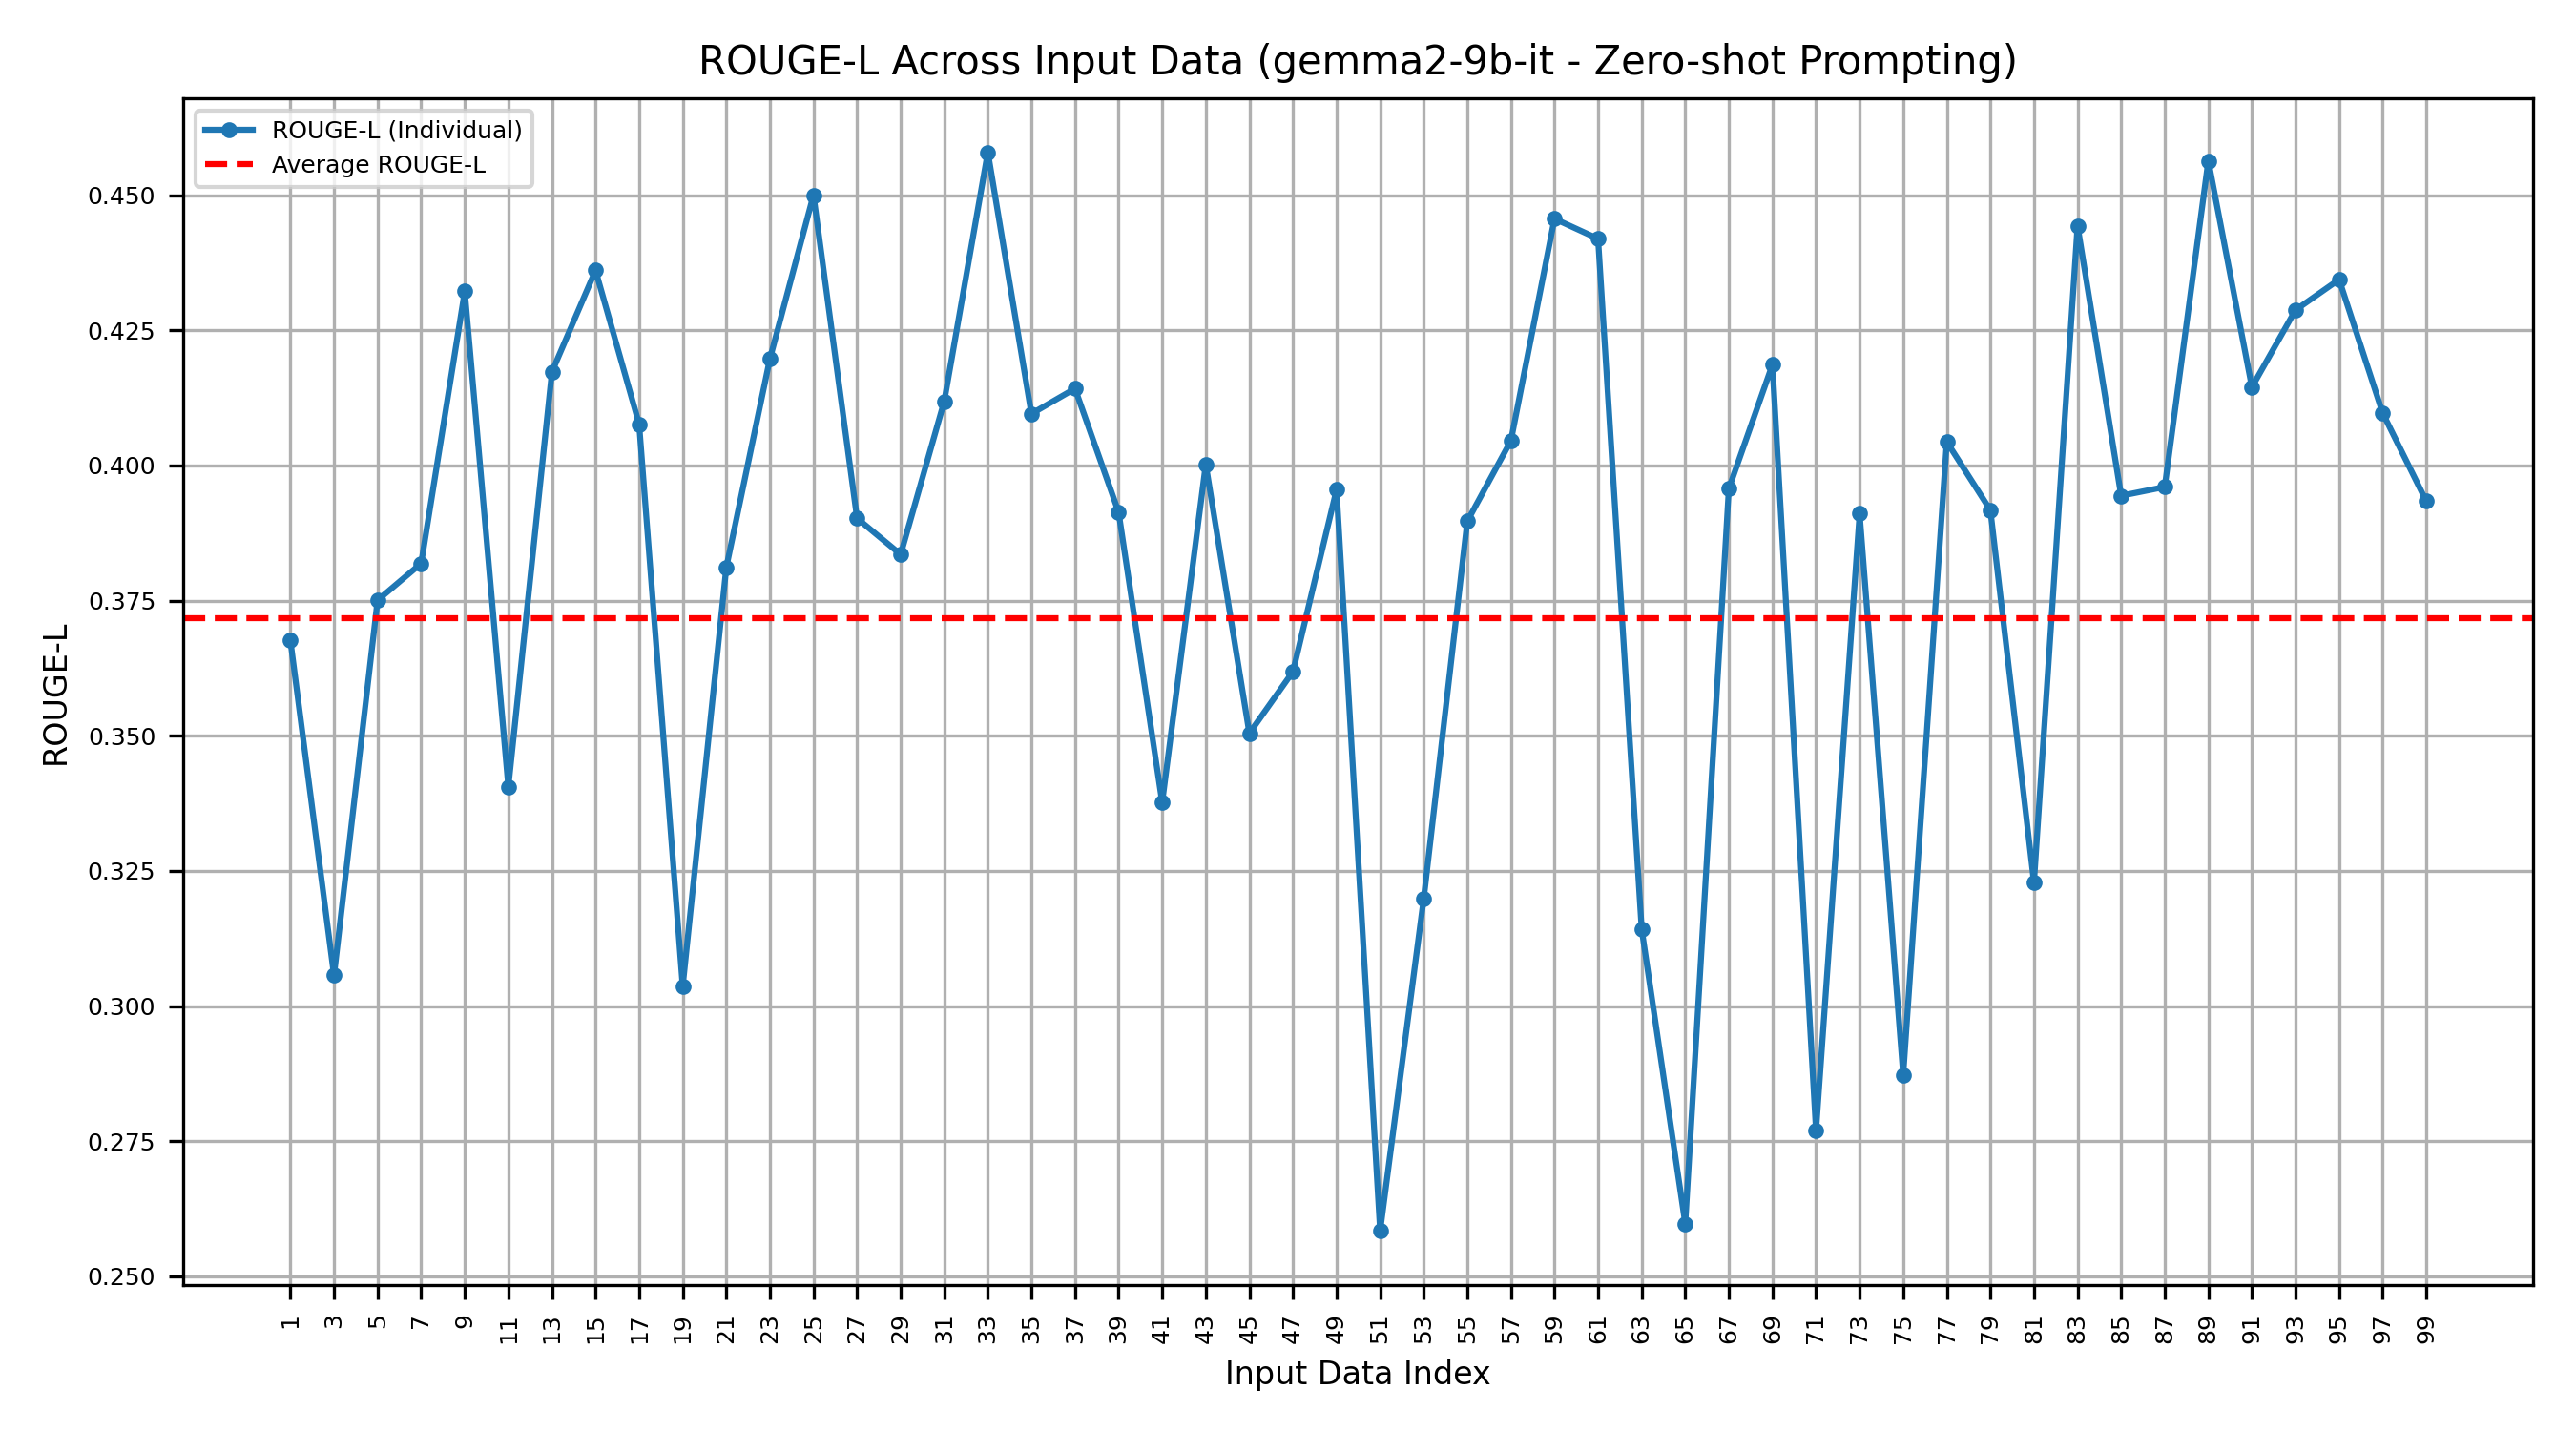 ROUGE-L Across Input Data (gemma2-9b-it - Zero-shot Prompting)
ROUGE-L (Individual)
Average ROUGE-L
ROUGE-L
0.450
0.425
0.400
0.375
0.350
0.325
0.300
0.275
0.250
1 3 5 7 9 11 13 15 17 19 21 23 25 27 29 31 33 35 37 39 41 43 45 47 49 51 53 55 57 59 61 63 65 67 69 71 73 75 77 79 81 83 85 87 89 91 93 95 97 99
Input Data Index